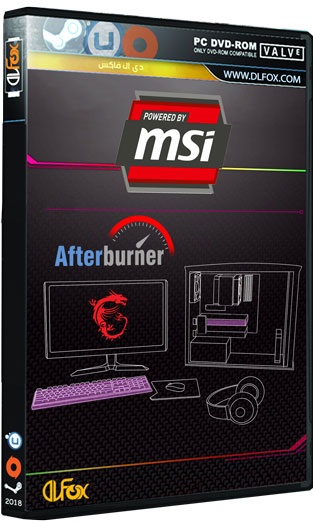 DLFOX
PC DVD-ROM
ONLY DVD-ROM COMPATIBLE
VALVE
دی ال فاکس
WWW.DLFOX.COM
POWERED BY
msi
Afterburner
2018
DLFOX